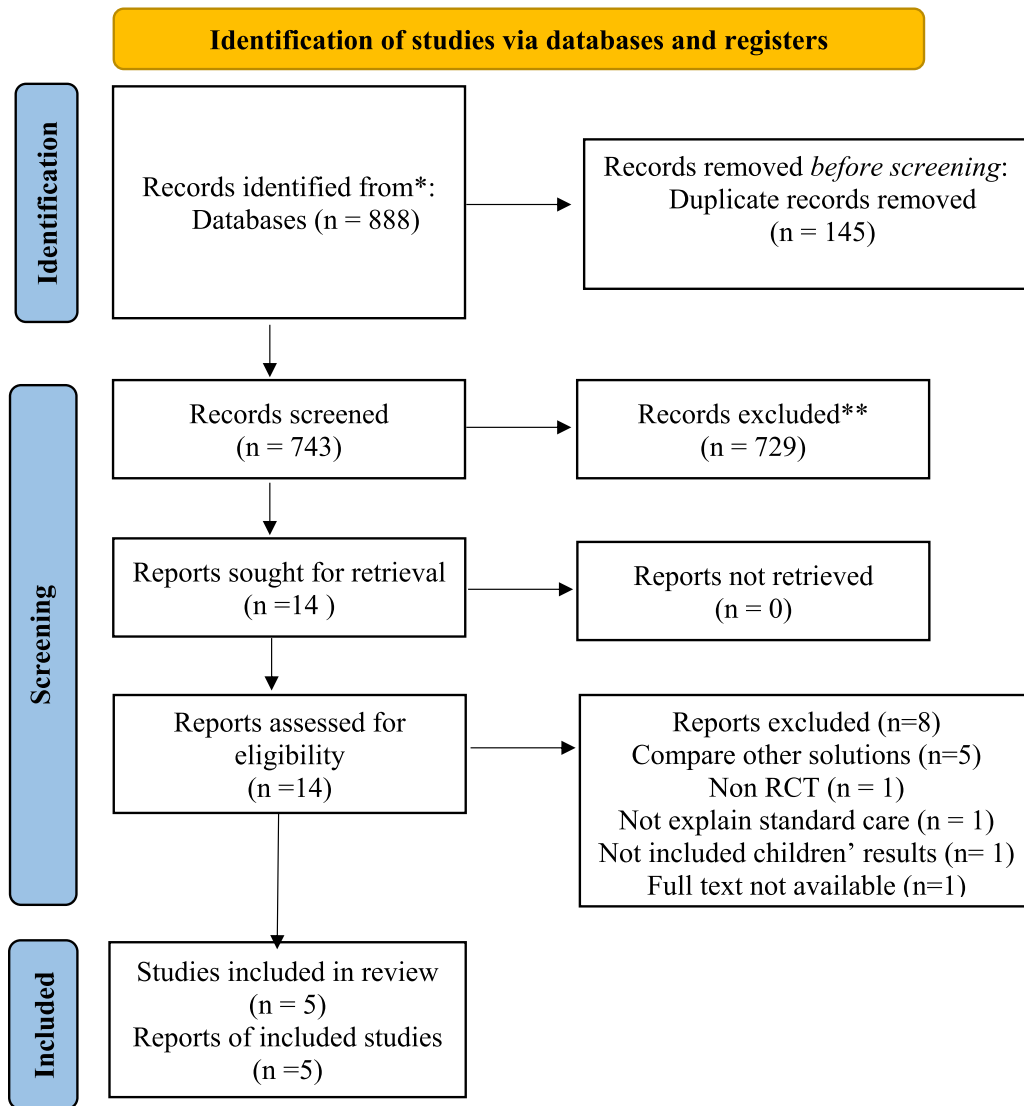 Identification of studies via databases and registers
Identification
Records identified from*:
Databases (n = 888)
Records removed before screening:
Duplicate records removed
(n = 145)
Screening
Records screened
(n = 743)
Records excluded**
(n = 729)
Reports sought for retrieval
(n =14 )
Reports not retrieved
(n = 0)
Reports assessed for
eligibility
(n =14)
Reports excluded (n=8)
Compare other solutions (n=5)
Non RCT (n = 1)
Not explain standard care (n = 1)
Not included children’ results (n= 1)
Full text not available (n=1)
Included
Studies included in review
(n = 5)
Reports of included studies
(n =5)